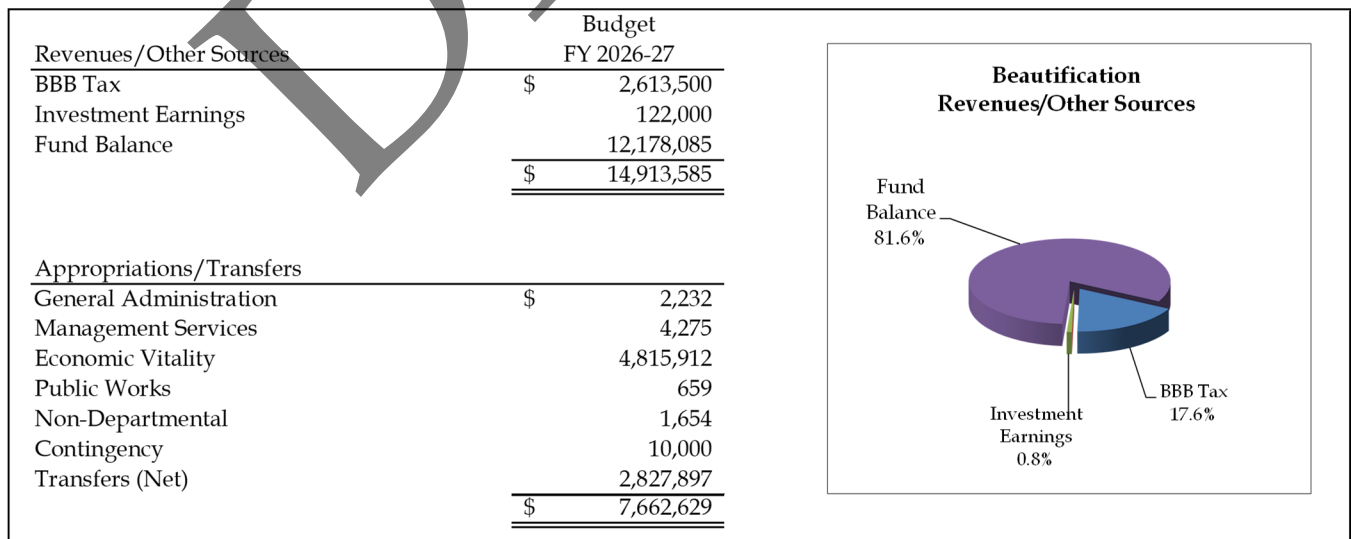 Budget
Revenues/Other Sources FY 2026-27
BBB Tax $ 2,613,500
Investment Earnings 122,000
Fund Balance 12,178,085
$ 14,913,585
Appropriations/Transfers
General Administration $ 2,232
Management Services 4,275
Economic Vitality 4,815,912
Public Works 659
Non-Departmental 1,654
Contingency 10,000
Transfers (Net) 2,827,897
$ 7,662,629
Beautification
Revenues/Other Sources
Fund
Balance
81.6%
BBB Tax
17.6%
Investment
Earnings
0.8%